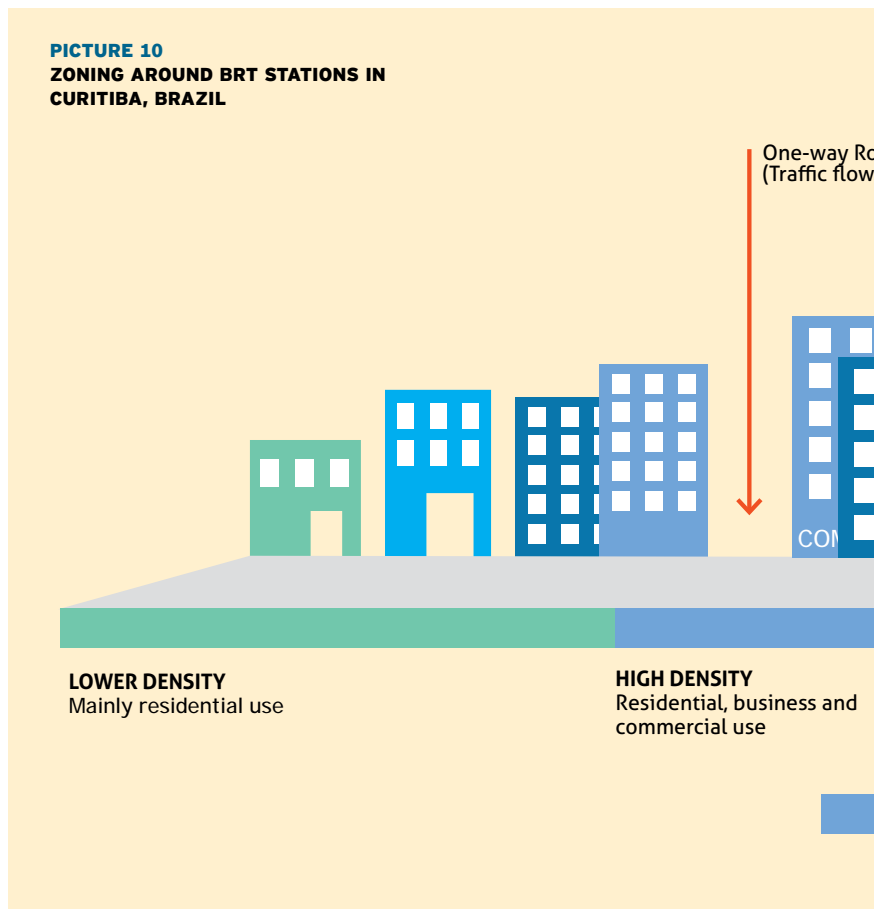 PICTURE 10
ZONING AROUND BRT STATIONS IN
CURITIBA, BRAZIL
One-way
(Traffic flow
LOWER DENSITY
Mainly residential use
HIGH DENSITY
Residential, business and
commercial use